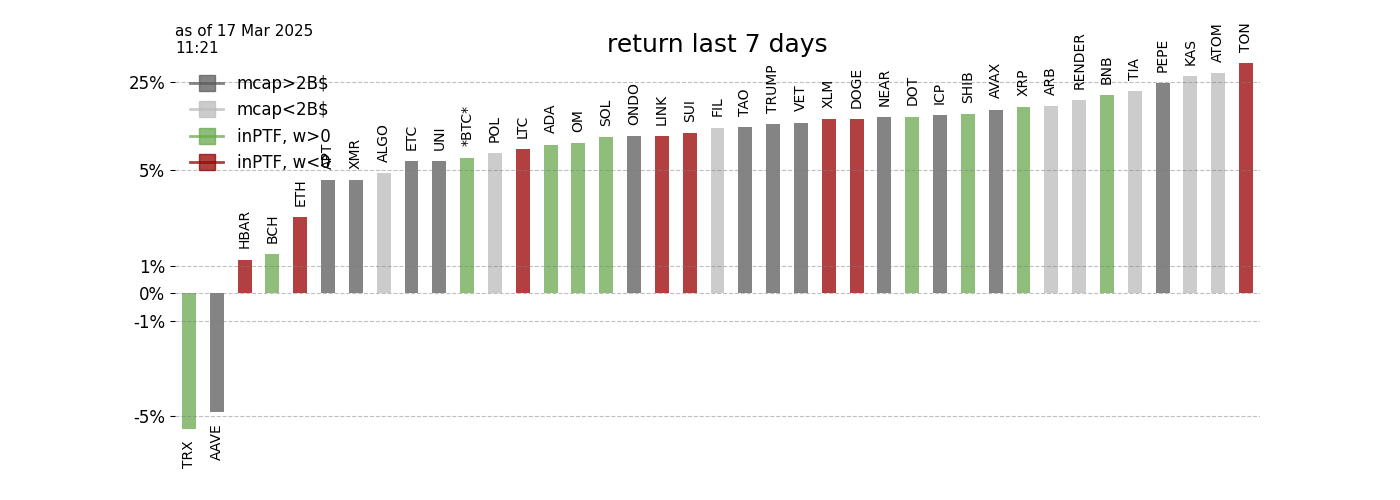 as of 17 Mar 2025
11:21
return last 7 days
mcap>2B$
mcap<2B$
inPTF, w>0
inPTF, w<0
25%
5%
1%
0%
-1%
-5%
TRX
AAVE
HBAR
BCH
ETH
APT
XMR
ALGO
ETC
UNI
*BTC*
POL
LTC
ADA
OM
SOL
ONDO
LINK
SUI
FIL
TAO
TRUMP
VET
XLM
DOGE
NEAR
DOT
ICP
SHIB
AVAX
XRP
ARB
RENDER
BNB
TIA
PEPE
KAS
ATOM
TON